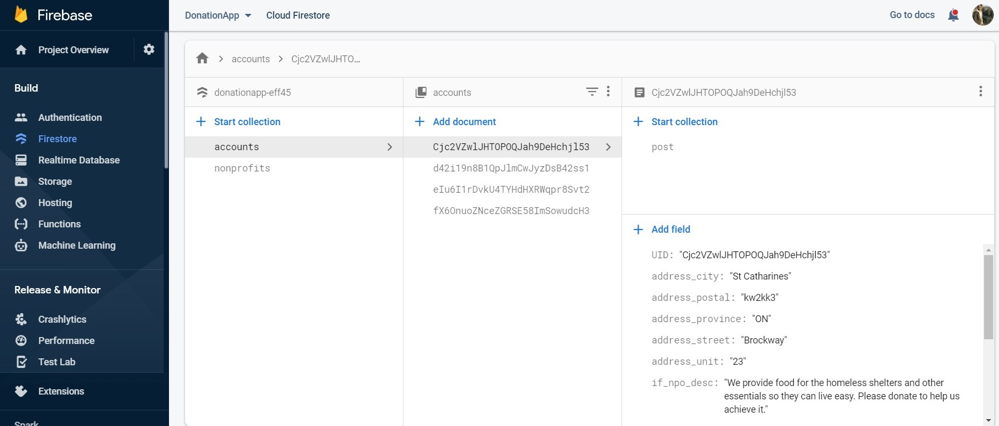 Firebase
DonationApp
Cloud Firestore
Go to docs
Project Overview
accounts
Cjc2VZwlJHTO...
Build
donationapp-eff45
accounts
Cjc2VZwlJHTOPOQJah9DeHchjl53
Authentication
Start collection
Add document
Start collection
Firestore
accounts
Cjc2VZwlJHTOPOQJah9DeHchjl53
post
Realtime Database
nonprofits
d42i19n8B1QpJlmCwJyzDsB42ss1
Storage
eIu6I1rDvkU4TYHdHXRWqpr8Svt2
Hosting
fX6OnuoZNceZGRSE58ImSowudcH3
Functions
Add field
Machine Learning
UID: "Cjc2VZwlJHTOPOQJah9DeHchjl53"
address_city: "St Catharines"
Release & Monitor
address_postal: "kw2kk3"
Crashlytics
address_province: "ON"
Performance
address_street: "Brockway"
Test Lab
address_unit: "23"
Extensions
if_npo_desc: "We provide food for the homeless shelters and other
essentials so they can live easy. Please donate to help us
achieve it."
Spark